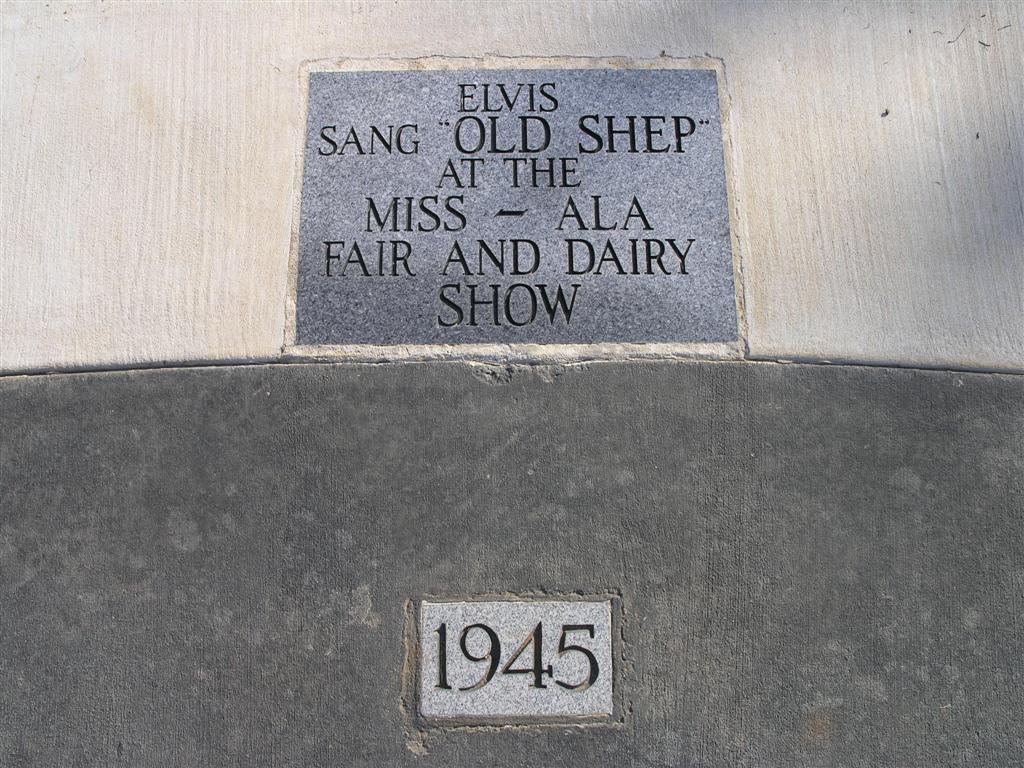 ELVIS
SANG "OLD SHEP"
AT THE
MISS - ALA
FAIR AND DAIRY
SHOW
1945